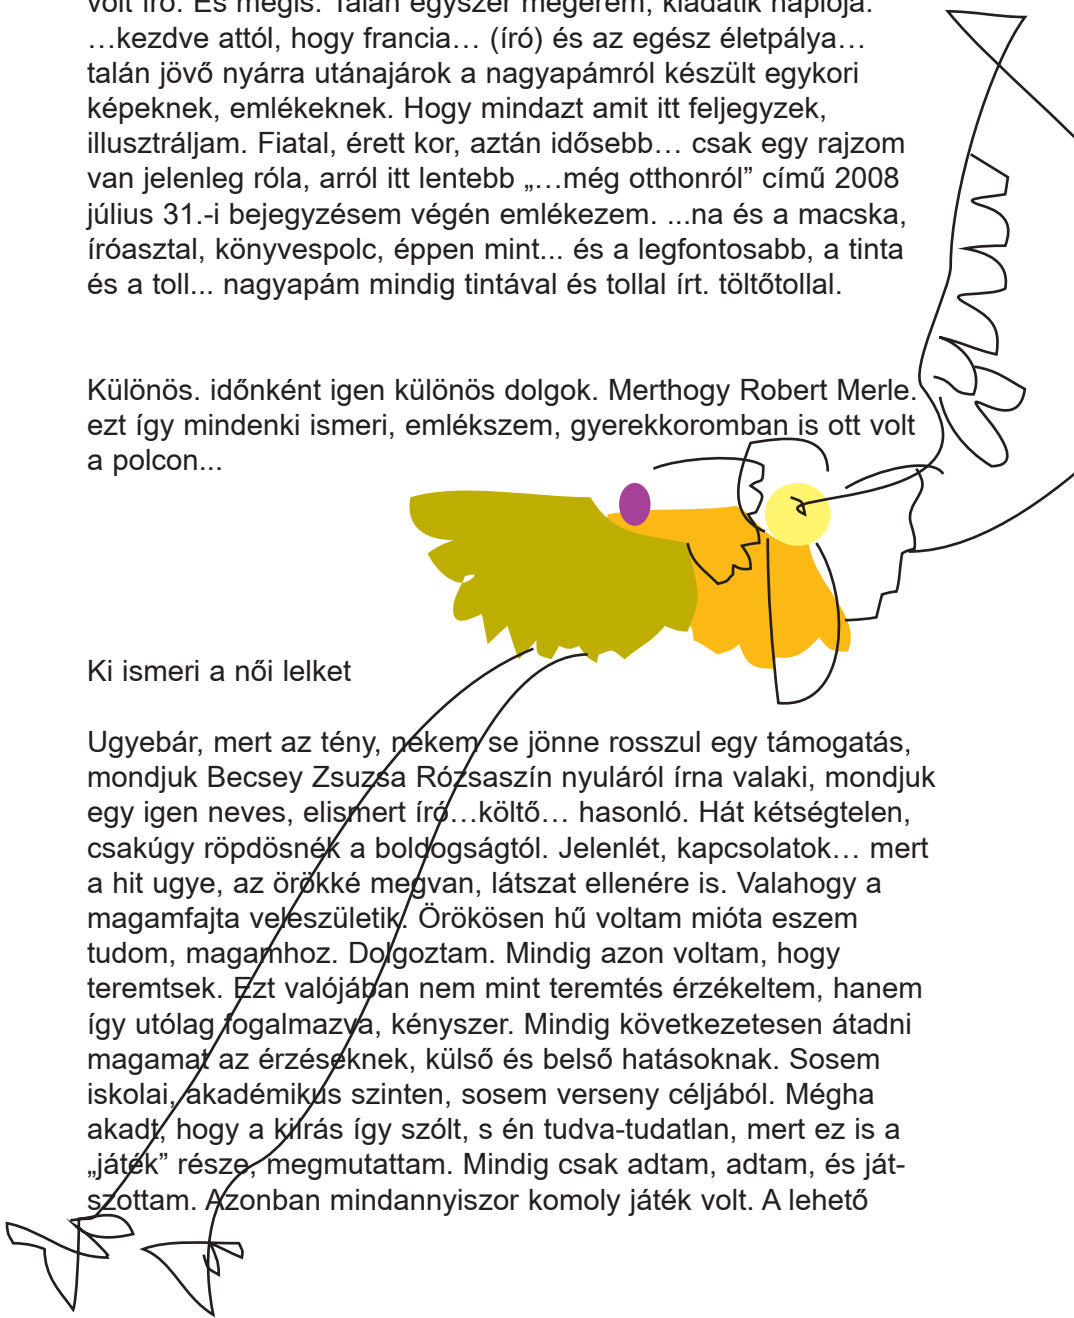 volt író. És mégis. Talán egyszer megérem, kiadatik naplója.
…kezdve attól, hogy francia… (író) és az egész életpálya…
talán jövő nyárra utánajárok a nagyapámról készült egykori
képeknek, emlékeknek. Hogy mindazt amit itt feljegyzek,
illusztráljam. Fiatal, érett kor, aztán idősebb… csak egy rajzom
van jelenleg róla, arról itt lentebb „…még otthonról” című 2008
július 31.-i bejegyzésem végén emlékezem. ...na és a macska,
íróasztal, könyvespolc, éppen mint... és a legfontosabb, a tinta
és a toll... nagyapám mindig tintával és tollal írt. töltőtollal.
Különös. időnként igen különös dolgok. Merthogy Robert Merle.
ezt így mindenki ismeri, emlékszem, gyerekkoromban is ott volt
a polcon...
Ki ismeri a női lelket
Ugyebár, mert az tény, nekem se jönne rosszul egy támogatás,
mondjuk Becsey Zsuzsa Rózsaszín nyuláról írna valaki, mondjuk
egy igen neves, elismert író…költő… hasonló. Hát kétségtelen,
csakúgy röpdösnék a boldogságtól. Jelenlét, kapcsolatok… mert
a hit ugye, az örökké megvan, látszat ellenére is. Valahogy a
magamfajta veleszületik. Örökösen hű voltam mióta eszem
tudom, magamhoz. Dolgoztam. Mindig azon voltam, hogy
teremtsek. Ezt valójában nem mint teremtés érzékeltem, hanem
így utólag fogalmazva, kényszer. Mindig következetesen átadni
magamat az érzéseknek, külső és belső hatásoknak. Sosem
iskolai, akadémikus szinten, sosem verseny céljából. Mégha
akadt, hogy a kiírás így szólt, s én tudva-tudatlan, mert ez is a
„játék” része, megmutattam. Mindig csak adtam, adtam, és ját-
szottam. Azonban mindannyiszor komoly játék volt. A lehető